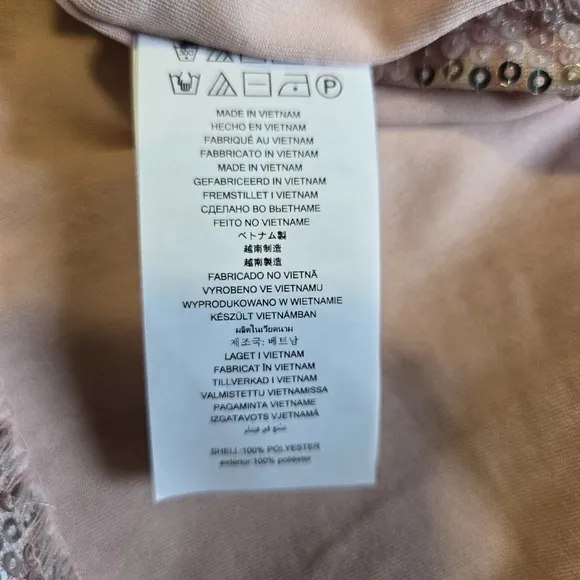 P
MADE IN VIETNAM
HECHO EN VIETNAM
FABRIQUÉ AU VIETNAM
FABBRICATO IN VIETNAM
MADE IN VIETNAM
GEFABRICEERD IN VIETNAM
FREMSTILLET I VIETNAM
СДЕЛАНО ВО ВЬЕТНАМЕ
FEITO NO VIETNAME
ベトナム製
越南制造
越南製造
FABRICADO NO VIETNÃ
VYROBENO VE VIETNAMU
WYPRODUKOWANO W WIETNAMIE
KÉSZÜLT VIETNÁMBAN
ผลิตในเวียดนาม
제조국: 베트남
LAGET I VIETNAM
FABRICAT ÎN VIETNAM
TILLVERKAD I VIETNAM
VALMISTETTU VIETNAMISSA
PAGAMINTA VIETNAME
IZGATAVOTS VJETNAMĀ
صنع في فيتنام
SHELL:100% POLYESTER
exterior:100% poliéster